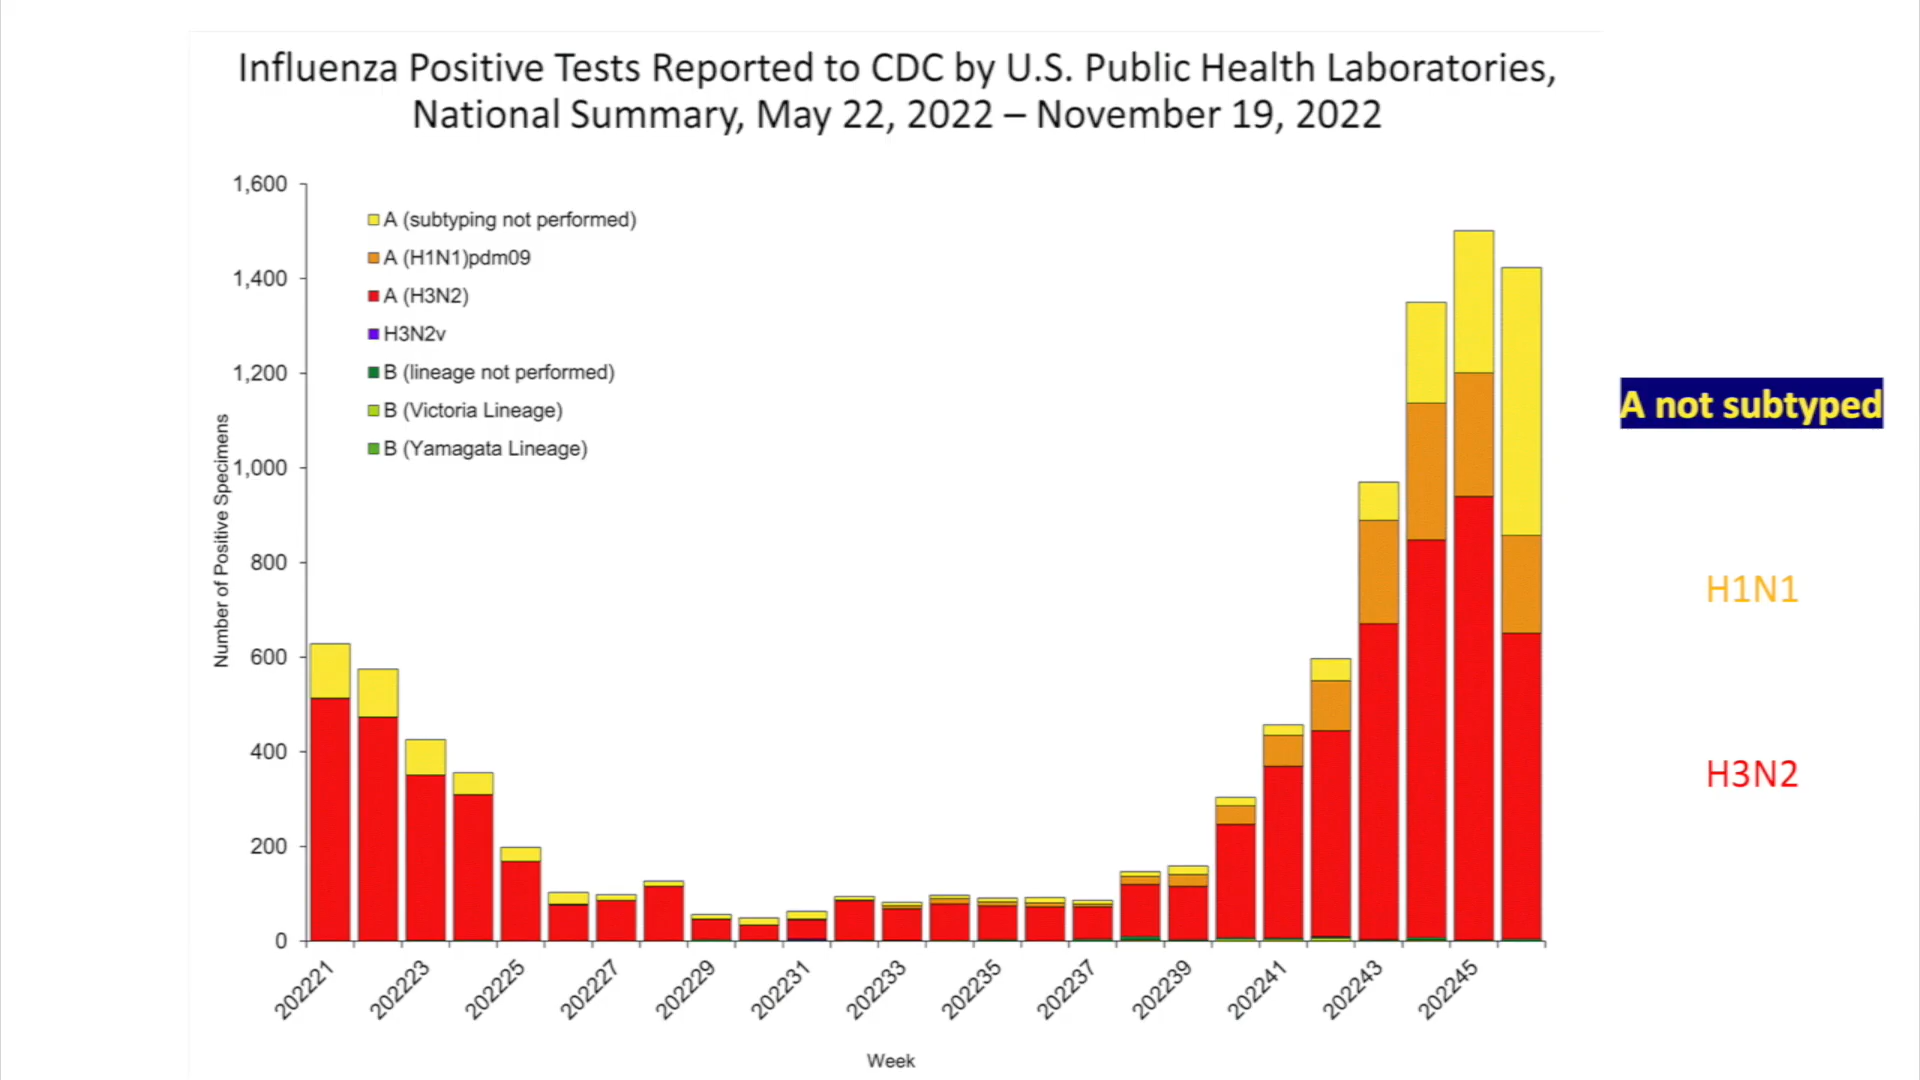 Influenza Positive Tests Reported to CDC by U.S. Public Health Laboratories,
National Summary, May 22, 2022 – November 19, 2022
A (subtyping not performed)
A (H1N1)pdm09
A (H3N2)
H3N2v
B (lineage not performed)
B (Victoria Lineage)
B (Yamagata Lineage)
Number of Positive Specimens
1,600
1,400
1,200
1,000
800
600
400
200
0
202221
202223
202225
202227
202229
202231
202233
202235
202237
202239
202241
202243
202245
Week
A not subtyped
H1N1
H3N2